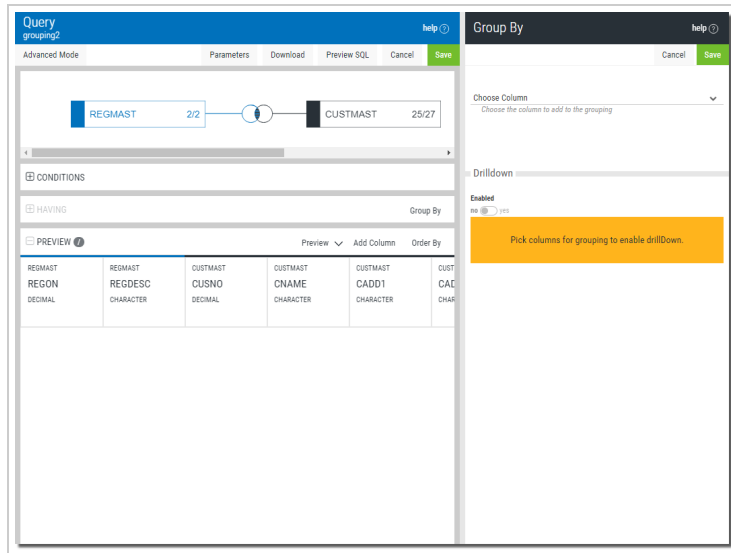 Query
grouping2
help ?
Advanced Mode
Parameters
Download
Preview SQL
Cancel
Save
REGMAST 2/2
CUSTMAST 25/27
CONDITIONS
HAVING
Group By
PREVIEW
Preview
Add Column
Order By
REGMAST
REGON
DECIMAL
REGMAST
REGDESC
CHARACTER
CUSTMAST
CUSNO
DECIMAL
CUSTMAST
CNAME
CHARACTER
CUSTMAST
CADD1
CHARACTER
CUST
CAD
CHAR
Group By
help ?
Cancel
Save
Choose Column
Choose the column to add to the grouping
Drilldown
Enabled
no yes
Pick columns for grouping to enable drillDown.